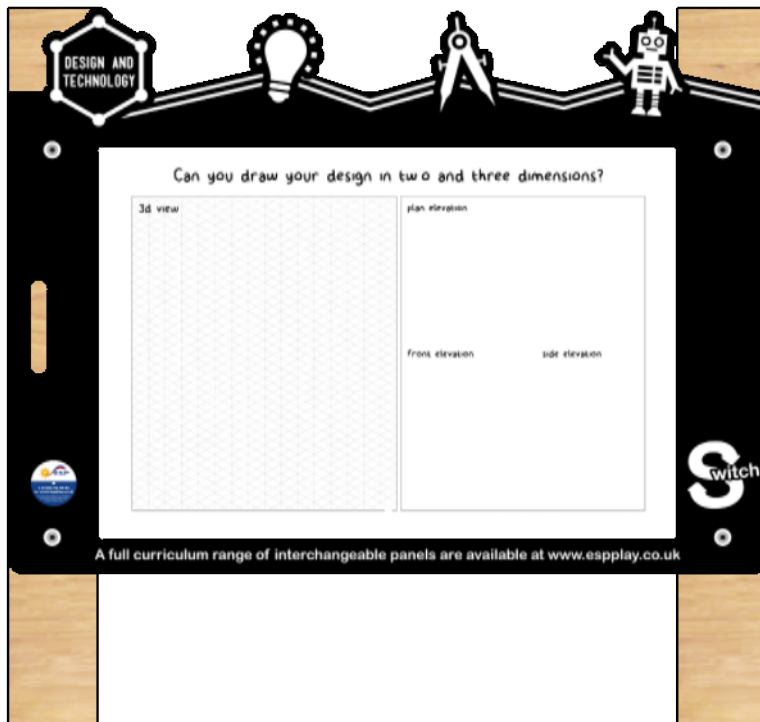 DESIGN AND
TECHNOLOGY
Can you draw your design in two and three dimensions?
3d view
plan elevation
front elevation
side elevation
esp
Switch
A full curriculum range of interchangeable panels are available at www.espplay.co.uk